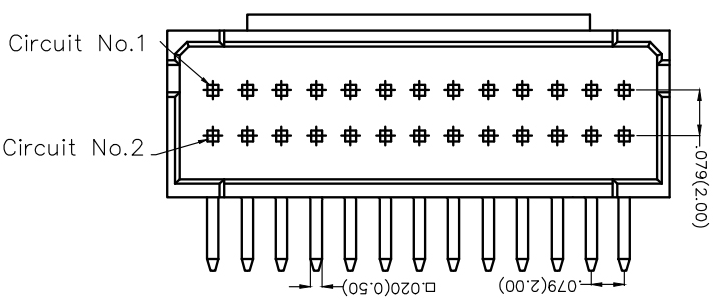 Circuit No.1
Circuit No.2
.079(2.00)
□.020(0.50)
.079(2.00)